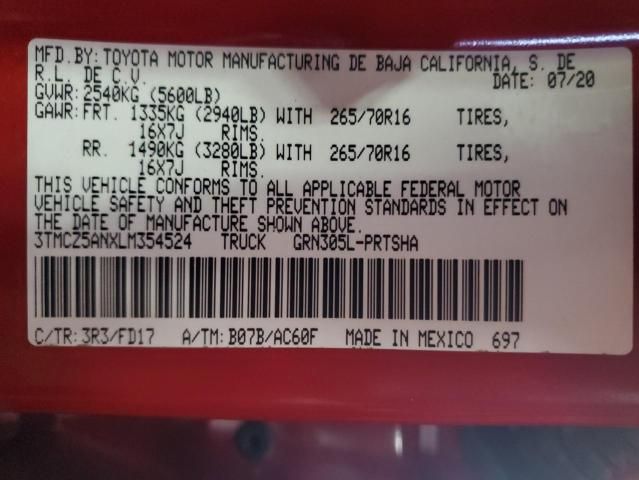 MFD.BY:TOYOTA MOTOR MANUFACTURING DE BAJA CALIFORNIA, S. DE
R.L. DE C.V. DATE: 07/20
GVWR:2540KG (5600LB)
GAWR:FRT. 1335KG (2940LB) WITH 265/70R16 TIRES,
16X7J RIMS.
RR. 1490KG (3280LB) WITH 265/70R16 TIRES,
16X7J RIMS.
THIS VEHICLE CONFORMS TO ALL APPLICABLE FEDERAL MOTOR
VEHICLE SAFETY AND THEFT PREVENTION STANDARDS IN EFFECT ON
THE DATE OF MANUFACTURE SHOWN ABOVE.
3TMCZ5ANXLM354524 TRUCK GRN305L-PRTSHA
C/TR:3R3/FD17 A/TM:B07B/AC60F MADE IN MEXICO 697